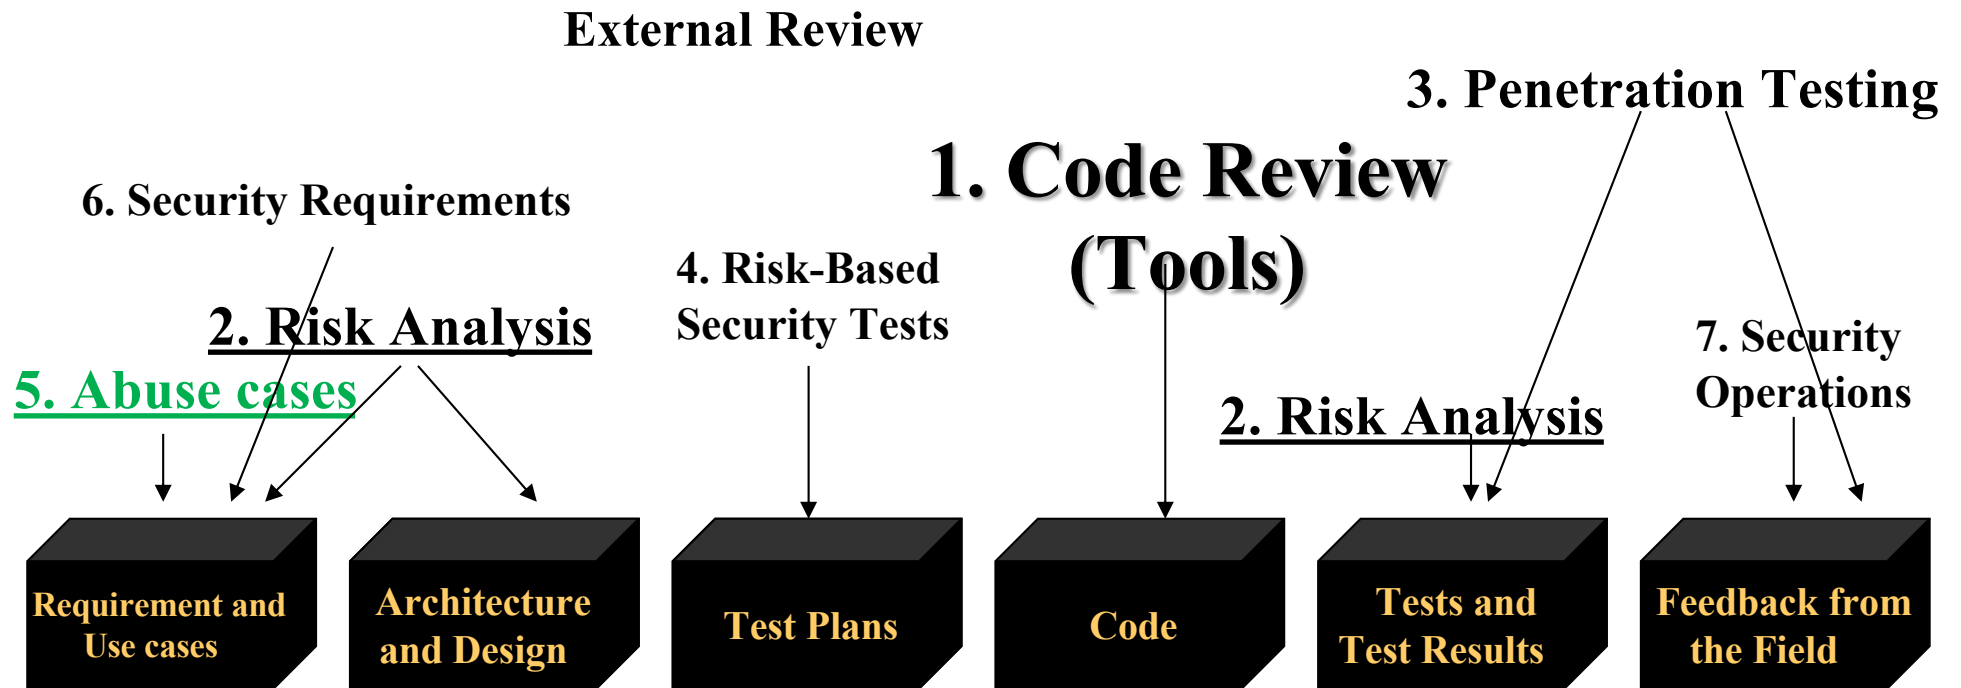 External Review
3. Penetration Testing
1. Code Review
(Tools)
6. Security Requirements
4. Risk-Based
Security Tests
2. Risk Analysis
7. Security
Operations
5. Abuse cases
2. Risk Analysis
Requirement and
Use cases
Architecture
and Design
Test Plans
Code
Tests and
Test Results
Feedback from
the Field